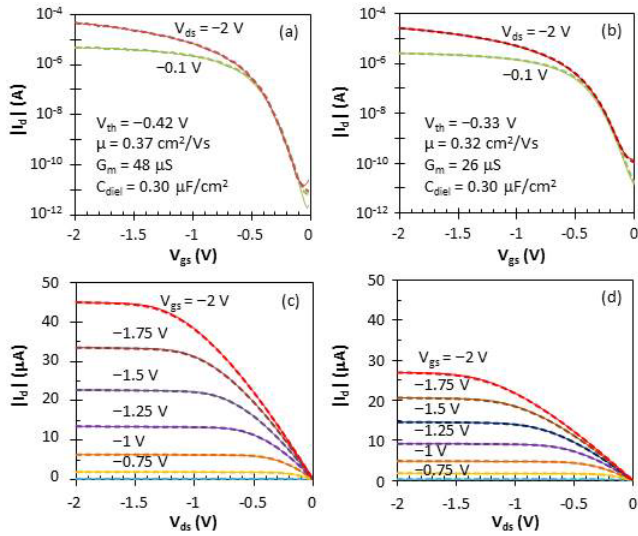 10⁻⁴
10⁻⁶
10⁻⁸
10⁻¹⁰
10⁻¹²
|I_d| (A)
(a)
V_ds = −2 V
−0.1 V
V_th = −0.42 V
μ = 0.37 cm²/Vs
G_m = 48 μS
C_diel = 0.30 μF/cm²
-2 -1.5 -1 -0.5 0
V_gs (V)
10⁻⁴
10⁻⁶
10⁻⁸
10⁻¹⁰
10⁻¹²
|I_d| (A)
(b)
V_ds = −2 V
−0.1 V
V_th = −0.33 V
μ = 0.32 cm²/Vs
G_m = 26 μS
C_diel = 0.30 μF/cm²
-2 -1.5 -1 -0.5 0
V_gs (V)
50
40
30
20
10
0
|I_d| (μA)
(c)
V_gs = −2 V
−1.75 V
−1.5 V
−1.25 V
−1 V
−0.75 V
-2 -1.5 -1 -0.5 0
V_ds (V)
50
40
30
20
10
0
|I_d| (μA)
(d)
V_gs = −2 V
−1.75 V
−1.5 V
−1.25 V
−1 V
−0.75 V
-2 -1.5 -1 -0.5 0
V_ds (V)